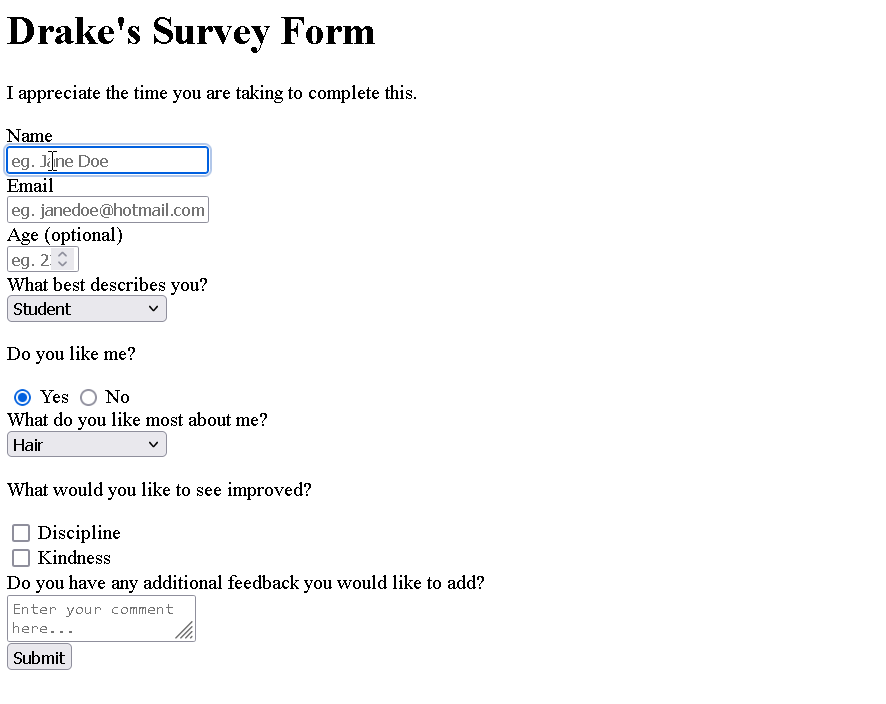 Drake's Survey Form
I appreciate the time you are taking to complete this.
Name
eg. Jane Doe
Email
eg. janedoe@hotmail.com
Age (optional)
eg. 2
What best describes you?
Student
Do you like me?
Yes No
What do you like most about me?
Hair
What would you like to see improved?
Discipline
Kindness
Do you have any additional feedback you would like to add?
Enter your comment
here...
Submit